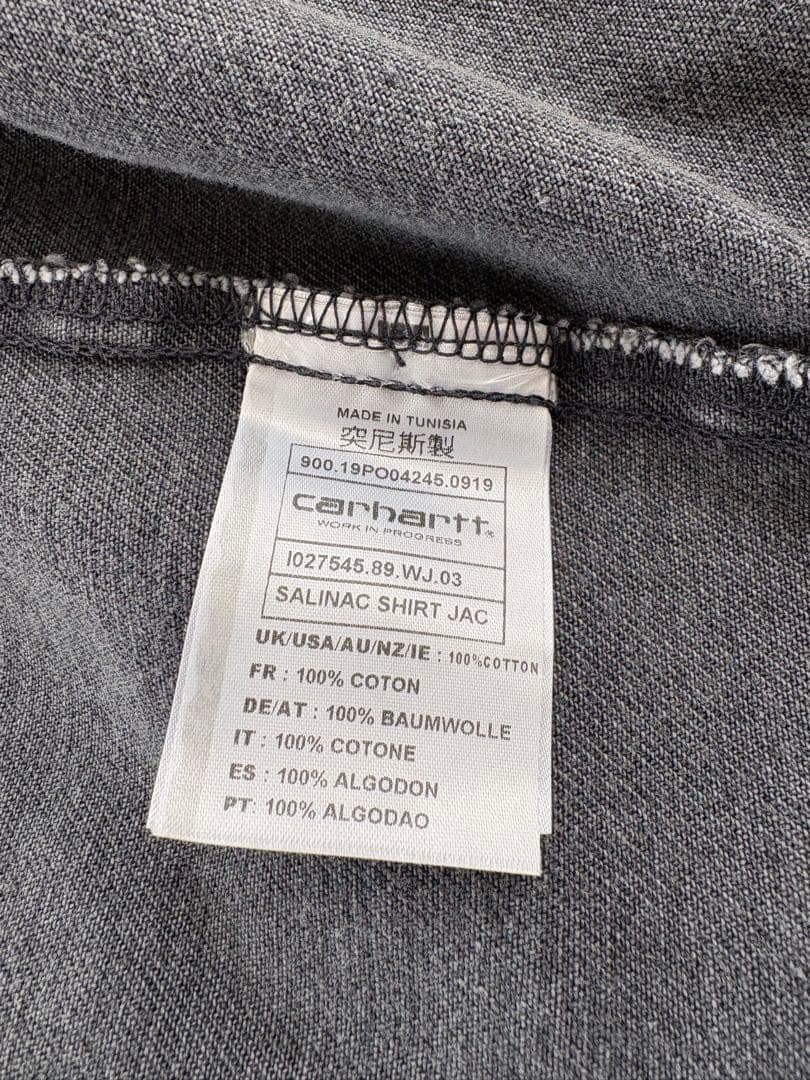 MADE IN TUNISIA
突尼斯製
900.19PO04245.0919
carhartt
WORK IN PROGRESS
I027545.89.WJ.03
SALINAC SHIRT JAC
UK/USA/AU/NZ/IE : 100%COTTON
FR : 100% COTON
DE/AT : 100% BAUMWOLLE
IT : 100% COTONE
ES : 100% ALGODON
PT: 100% ALGODAO